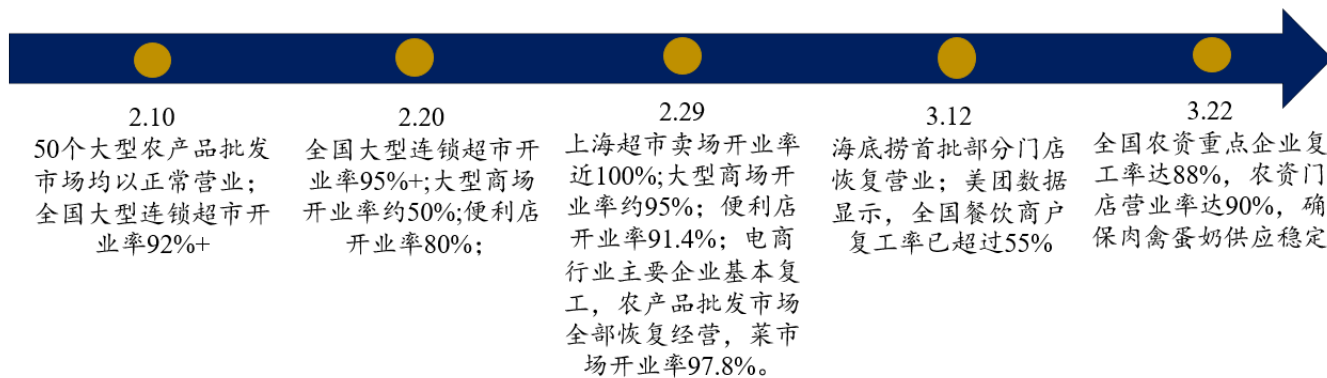 2.10
50个大型农产品批发
市场均以正常营业；
全国大型连锁超市开
业率92%+
2.20
全国大型连锁超市开
业率95%+;大型商场
开业率约50%;便利店
开业率80%；
2.29
上海超市卖场开业率
近100%;大型商场开
业率约95%；便利店
开业率91.4%；电商
行业主要企业基本复
工，农产品批发市场
全部恢复经营，菜市
场开业率97.8%。
3.12
海底捞首批部分门店
恢复营业；美团数据
显示，全国餐饮商户
复工率已超过55%
3.22
全国农资重点企业复
工率达88%，农资门
店营业率达90%，确
保肉禽蛋奶供应稳定